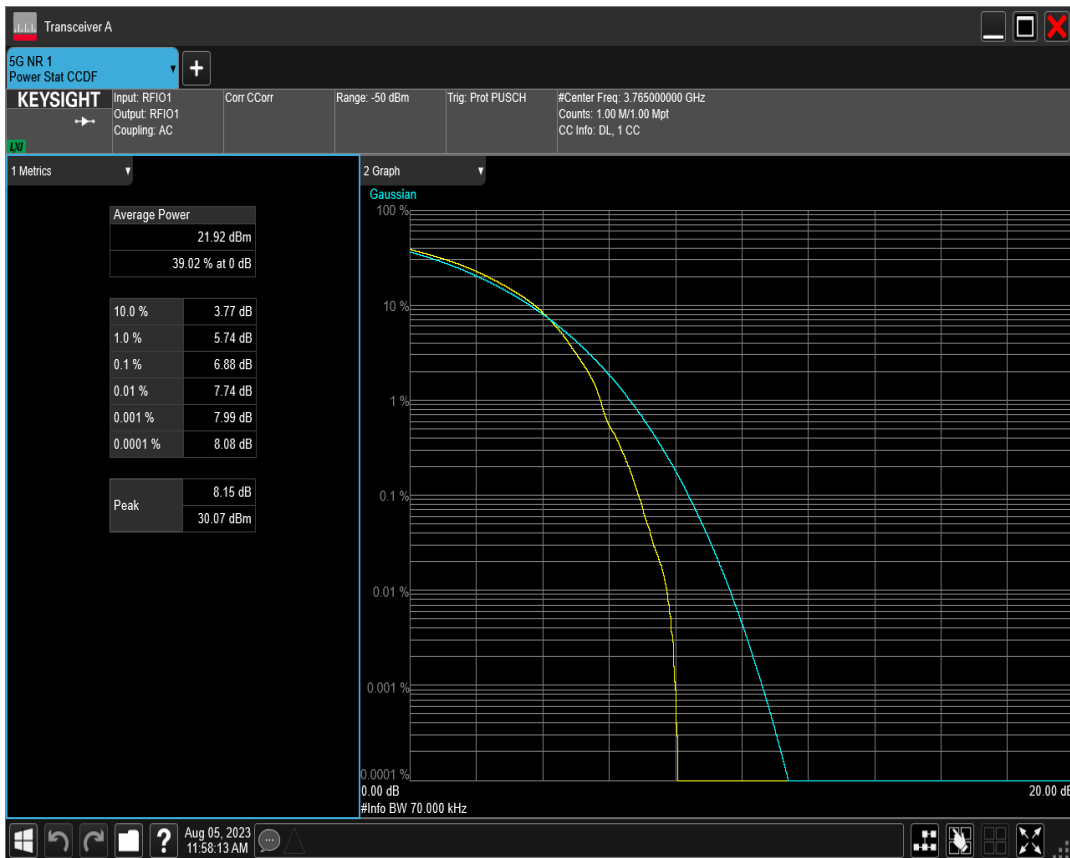 Transceiver A
5G NR 1
Power Stat CCDF
+
KEYSIGHT
LXI
Input: RFIO1
Output: RFIO1
Coupling: AC
Corr CCorr
Range: -50 dBm
Trig: Prot PUSCH
#Center Freq: 3.765000000 GHz
Counts: 1.00 M/1.00 Mpt
CC Info: DL, 1 CC
1 Metrics
Average Power
21.92 dBm
39.02 % at 0 dB
10.0 % 3.77 dB
1.0 % 5.74 dB
0.1 % 6.88 dB
0.01 % 7.74 dB
0.001 % 7.99 dB
0.0001 % 8.08 dB
Peak
8.15 dB
30.07 dBm
2 Graph
Gaussian
100 %
10 %
1 %
0.1 %
0.01 %
0.001 %
0.0001 %
0.00 dB 20.00 dB
#Info BW 70.000 kHz
?
Aug 05, 2023
11:58:13 AM